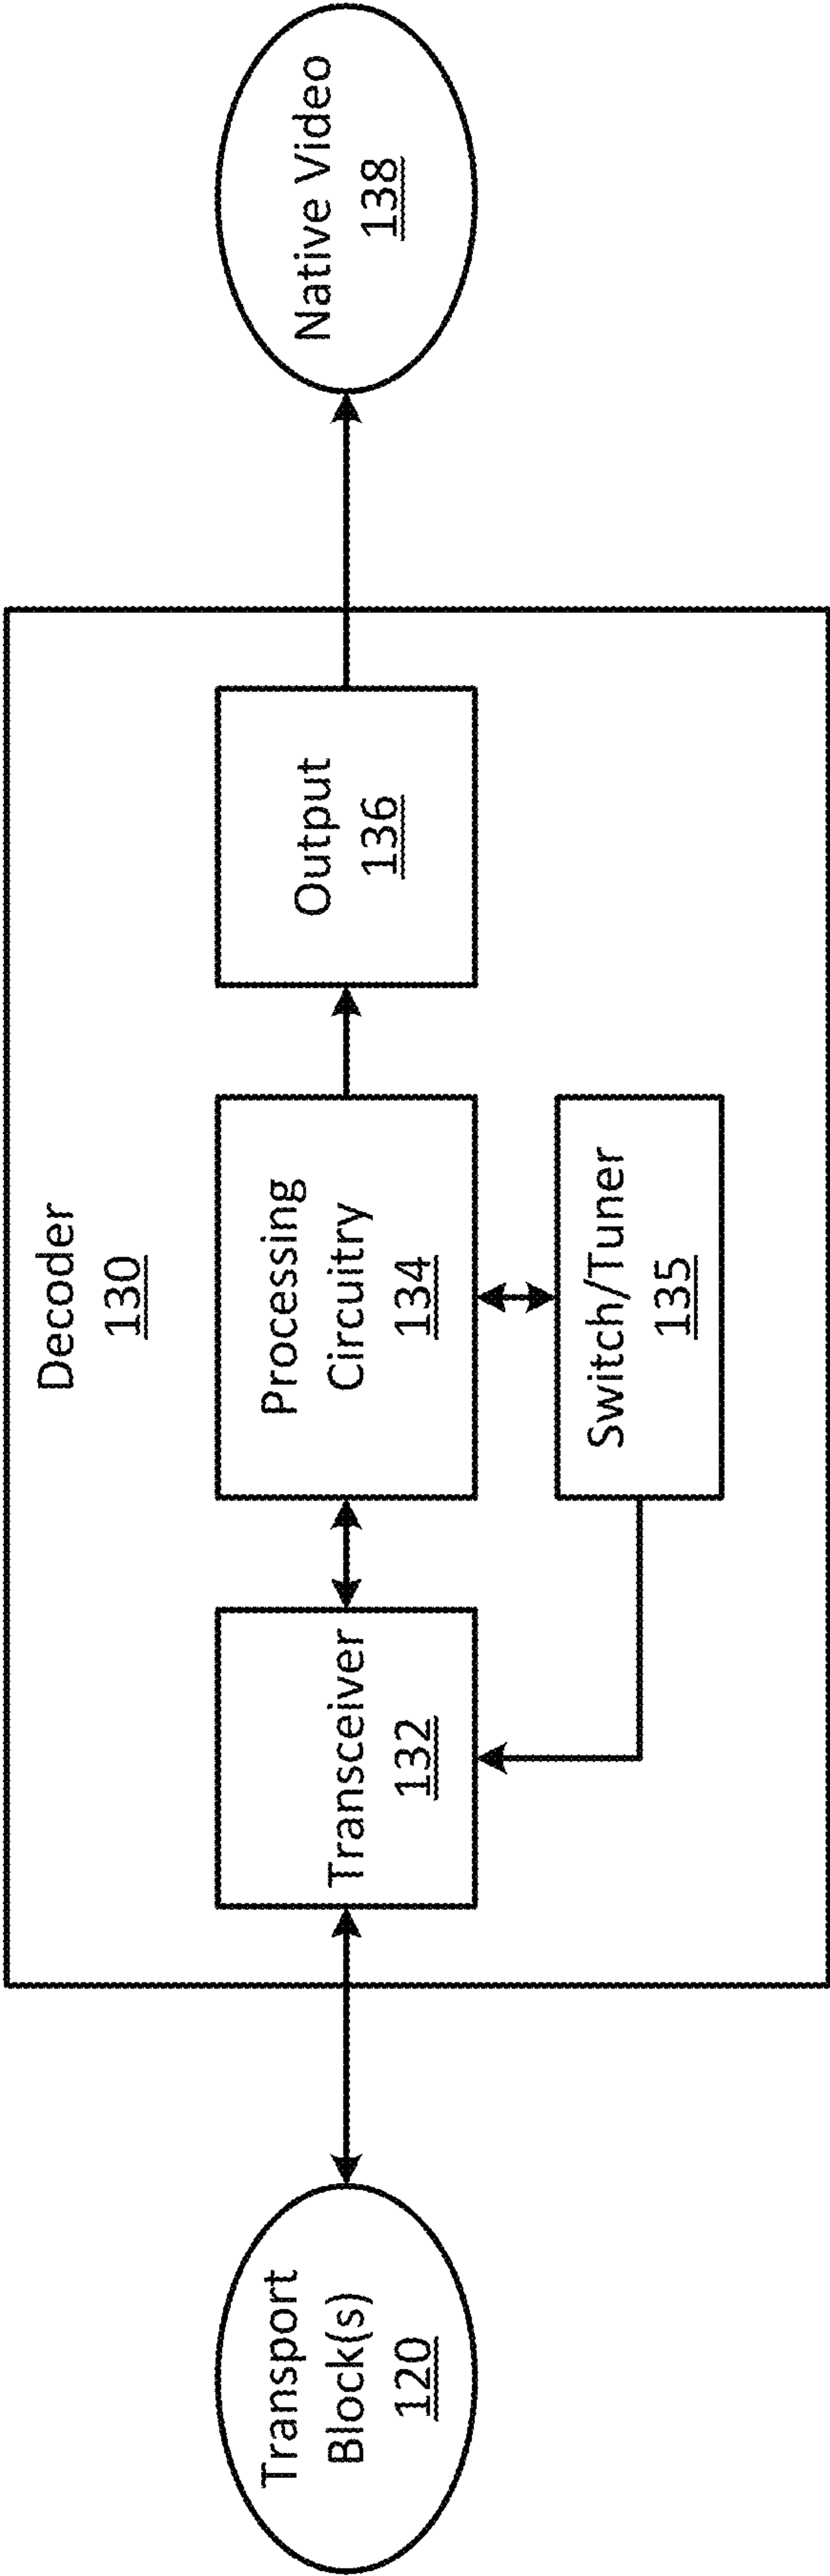 Decoder
130
Transport
Block(s)
120
Transceiver
132
Processing
Circuitry
134
Output
136
Native Video
138
Switch/Tuner
135